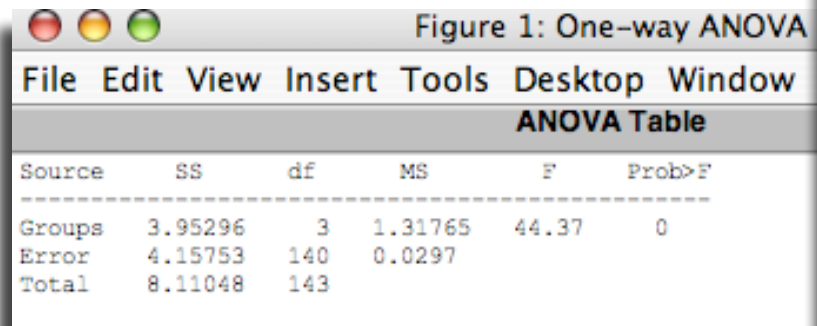 Figure 1: One-way ANOVA
File Edit View Insert Tools Desktop Window
ANOVA Table
Source SS df MS F Prob>F
Groups 3.95296 3 1.31765 44.37 0
Error 4.15753 140 0.0297
Total 8.11048 143